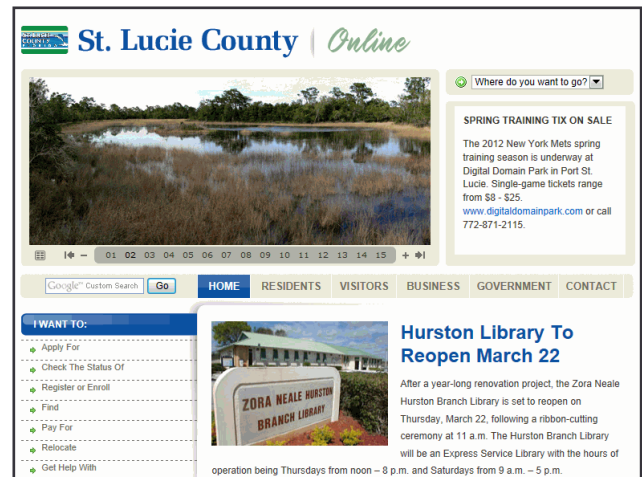 St. Lucie County Online
Where do you want to go?
SPRING TRAINING TIX ON SALE
The 2012 New York Mets spring
training season is underway at
Digital Domain Park in Port St.
Lucie. Single-game tickets range
from $8 - $25.
www.digitaldomainpark.com or call
772-871-2115.
01 02 03 04 05 06 07 08 09 10 11 12 13 14 15
Google™ Custom Search Go
HOME RESIDENTS VISITORS BUSINESS GOVERNMENT CONTACT
I WANT TO:
Apply For
Check The Status Of
Register or Enroll
Find
Pay For
Relocate
Get Help With
ZORA NEALE HURSTON
BRANCH LIBRARY
Hurston Library To
Reopen March 22
After a year-long renovation project, the Zora Neale
Hurston Branch Library is set to reopen on
Thursday, March 22, following a ribbon-cutting
ceremony at 11 a.m. The Hurston Branch Library
will be an Express Service Library with the hours of
operation being Thursdays from noon – 8 p.m. and Saturdays from 9 a.m. – 5 p.m.